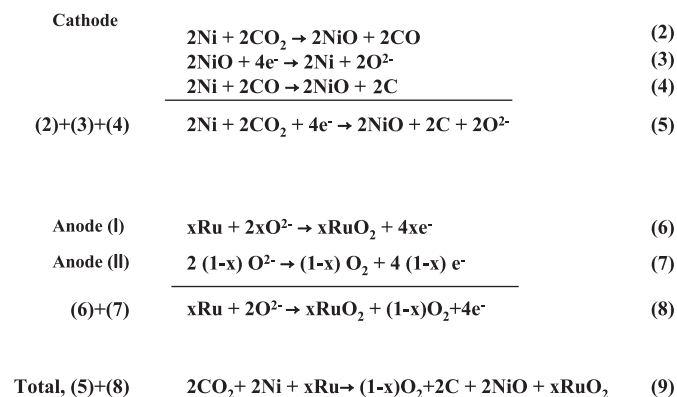 Cathode
2Ni + 2CO₂ → 2NiO + 2CO (2)
2NiO + 4e⁻ → 2Ni + 2O²⁻ (3)
2Ni + 2CO → 2NiO + 2C (4)
(2)+(3)+(4) 2Ni + 2CO₂ + 4e⁻ → 2NiO + 2C + 2O²⁻ (5)
Anode (I) xRu + 2xO²⁻ → xRuO₂ + 4xe⁻ (6)
Anode (II) 2 (1-x) O²⁻ → (1-x) O₂ + 4 (1-x) e⁻ (7)
(6)+(7) xRu + 2O²⁻ → xRuO₂ + (1-x)O₂+4e⁻ (8)
Total, (5)+(8) 2CO₂+ 2Ni + xRu→ (1-x)O₂+2C + 2NiO + xRuO₂ (9)